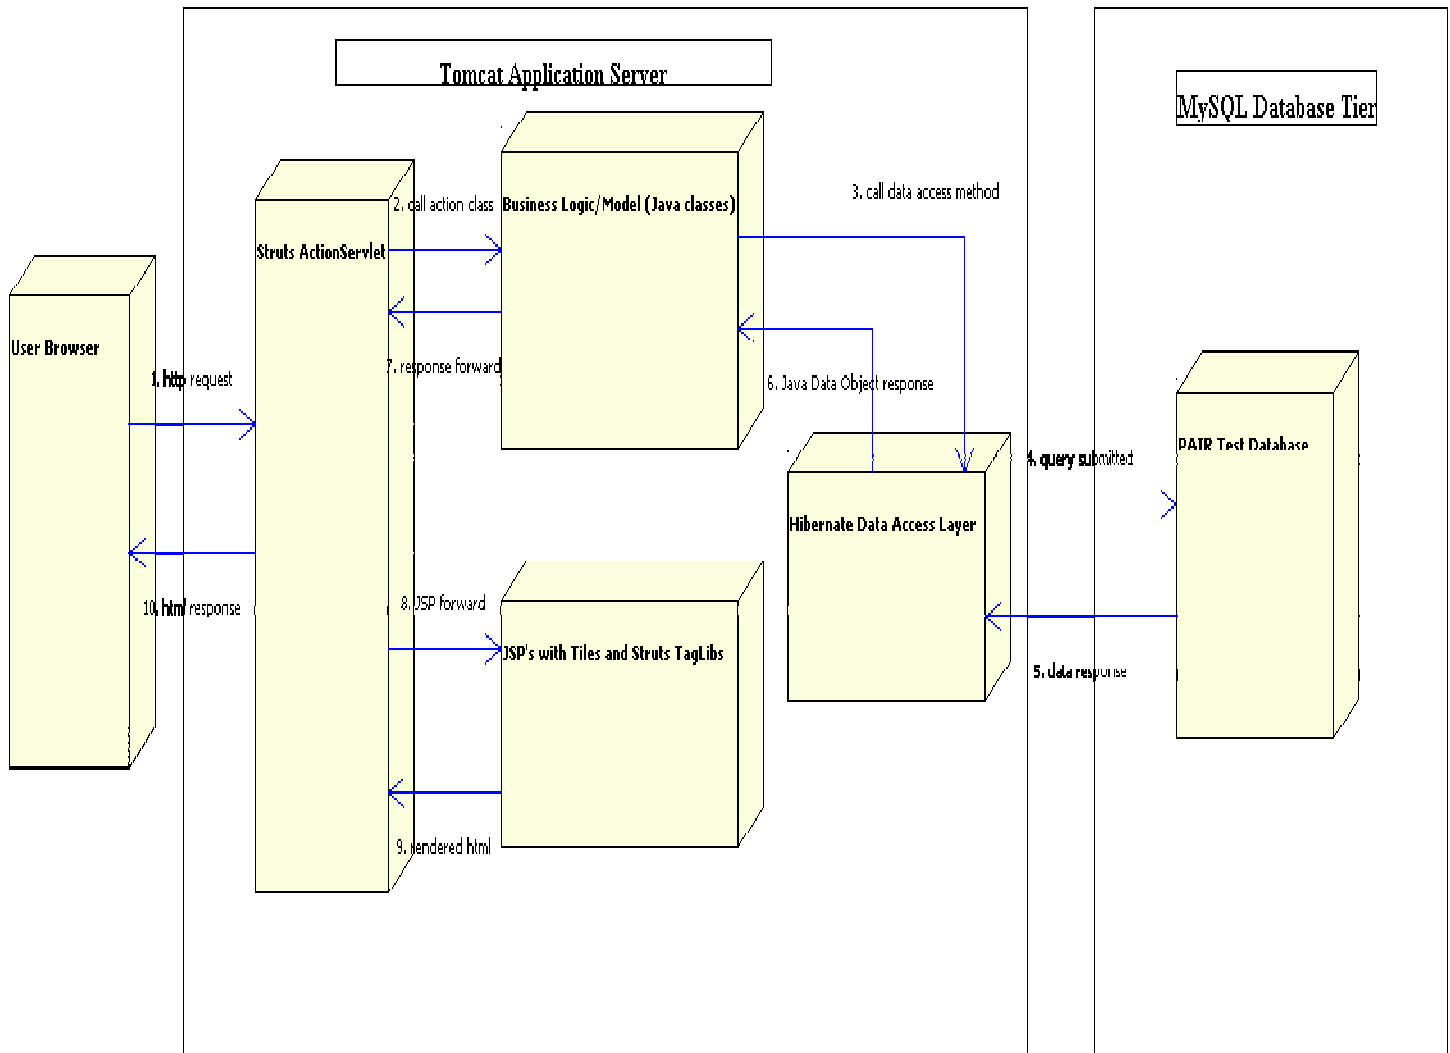 Tomcat Application Server
MySQL Database Tier
2. call action class
Business Logic/Model (Java classes)
3. call data access method
Struts ActionServlet
User Browser
1. http request
7. response forward
6. Java Data Object response
PAIR Test Database
4. query submitted
Hibernate Data Access Layer
10. html response
8. JSP forward
JSP's with Tiles and Struts TagLibs
5. data response
9. rendered html